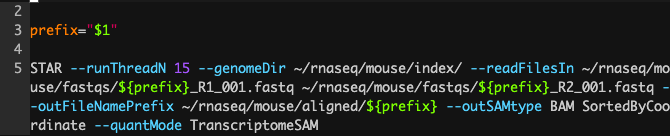 2
3 prefix="$1"
4
5 STAR --runThreadN 15 --genomeDir ~/rnaseq/mouse/index/ --readFilesIn ~/rnaseq/mo
use/fastqs/${prefix}_R1_001.fastq ~/rnaseq/mouse/fastqs/${prefix}_R2_001.fastq -
-outFileNamePrefix ~/rnaseq/mouse/aligned/${prefix} --outSAMtype BAM SortedByCoo
rdinate --quantMode TranscriptomeSAM